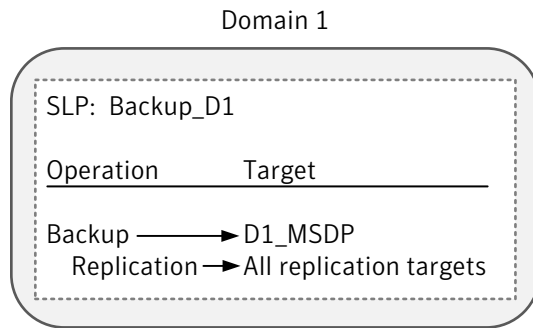 Domain 1
SLP: Backup_D1
Operation Target
Backup D1_MSDP
Replication All replication targets